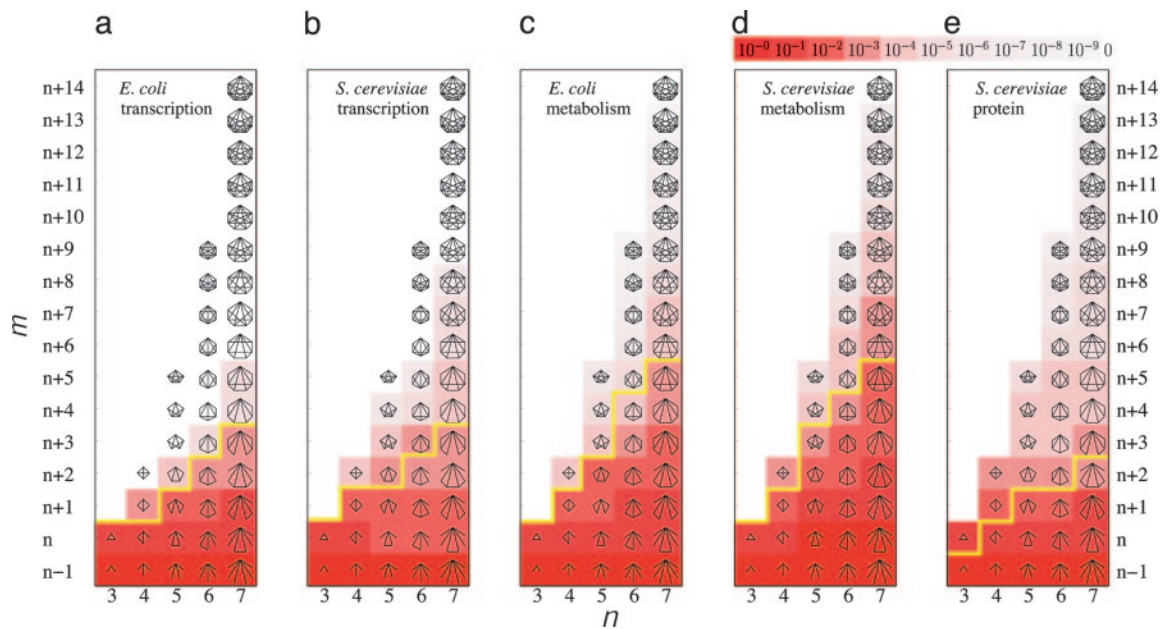 a b c d e
10⁻⁰ 10⁻¹ 10⁻² 10⁻³ 10⁻⁴ 10⁻⁵ 10⁻⁶ 10⁻⁷ 10⁻⁸ 10⁻⁹ 0
E. coli
transcription
S. cerevisiae
transcription
E. coli
metabolism
S. cerevisiae
metabolism
S. cerevisiae
protein
n+14 n+14
n+13 n+13
n+12 n+12
n+11 n+11
n+10 n+10
n+9 n+9
n+8 n+8
n+7 n+7
m
n+6 n+6
n+5 n+5
n+4 n+4
n+3 n+3
n+2 n+2
n+1 n+1
n n
n−1 n−1
3 4 5 6 7 3 4 5 6 7 3 4 5 6 7 3 4 5 6 7 3 4 5 6 7
n